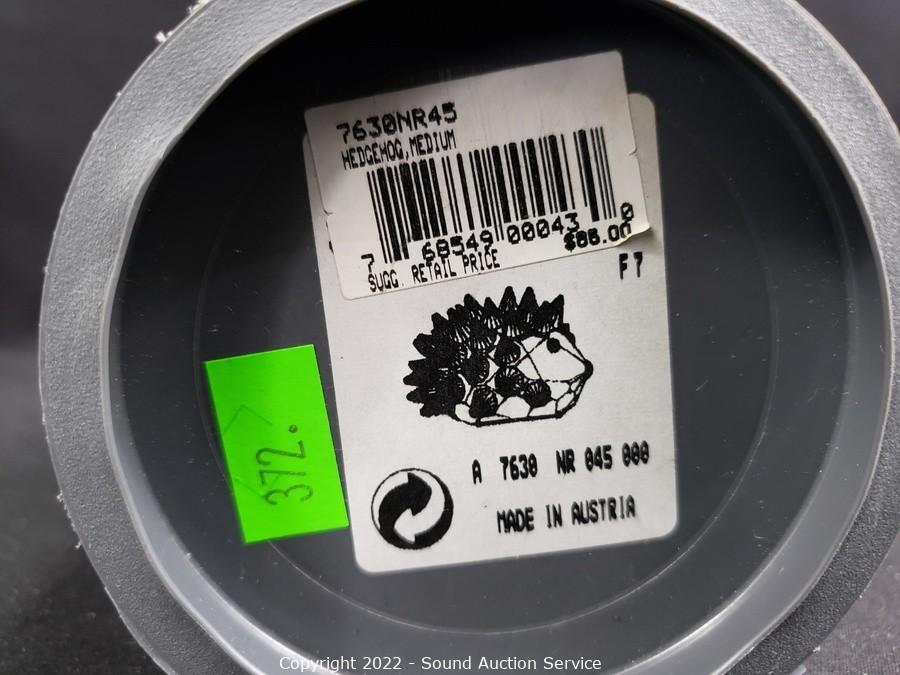 7630NR45
HEDGEHOG,MEDIUM
7 68549 00043 0
$86.00
SUGG. RETAIL PRICE
F7
A 7630 NR 045 000
MADE IN AUSTRIA
372.
Copyright 2022 - Sound Auction Service